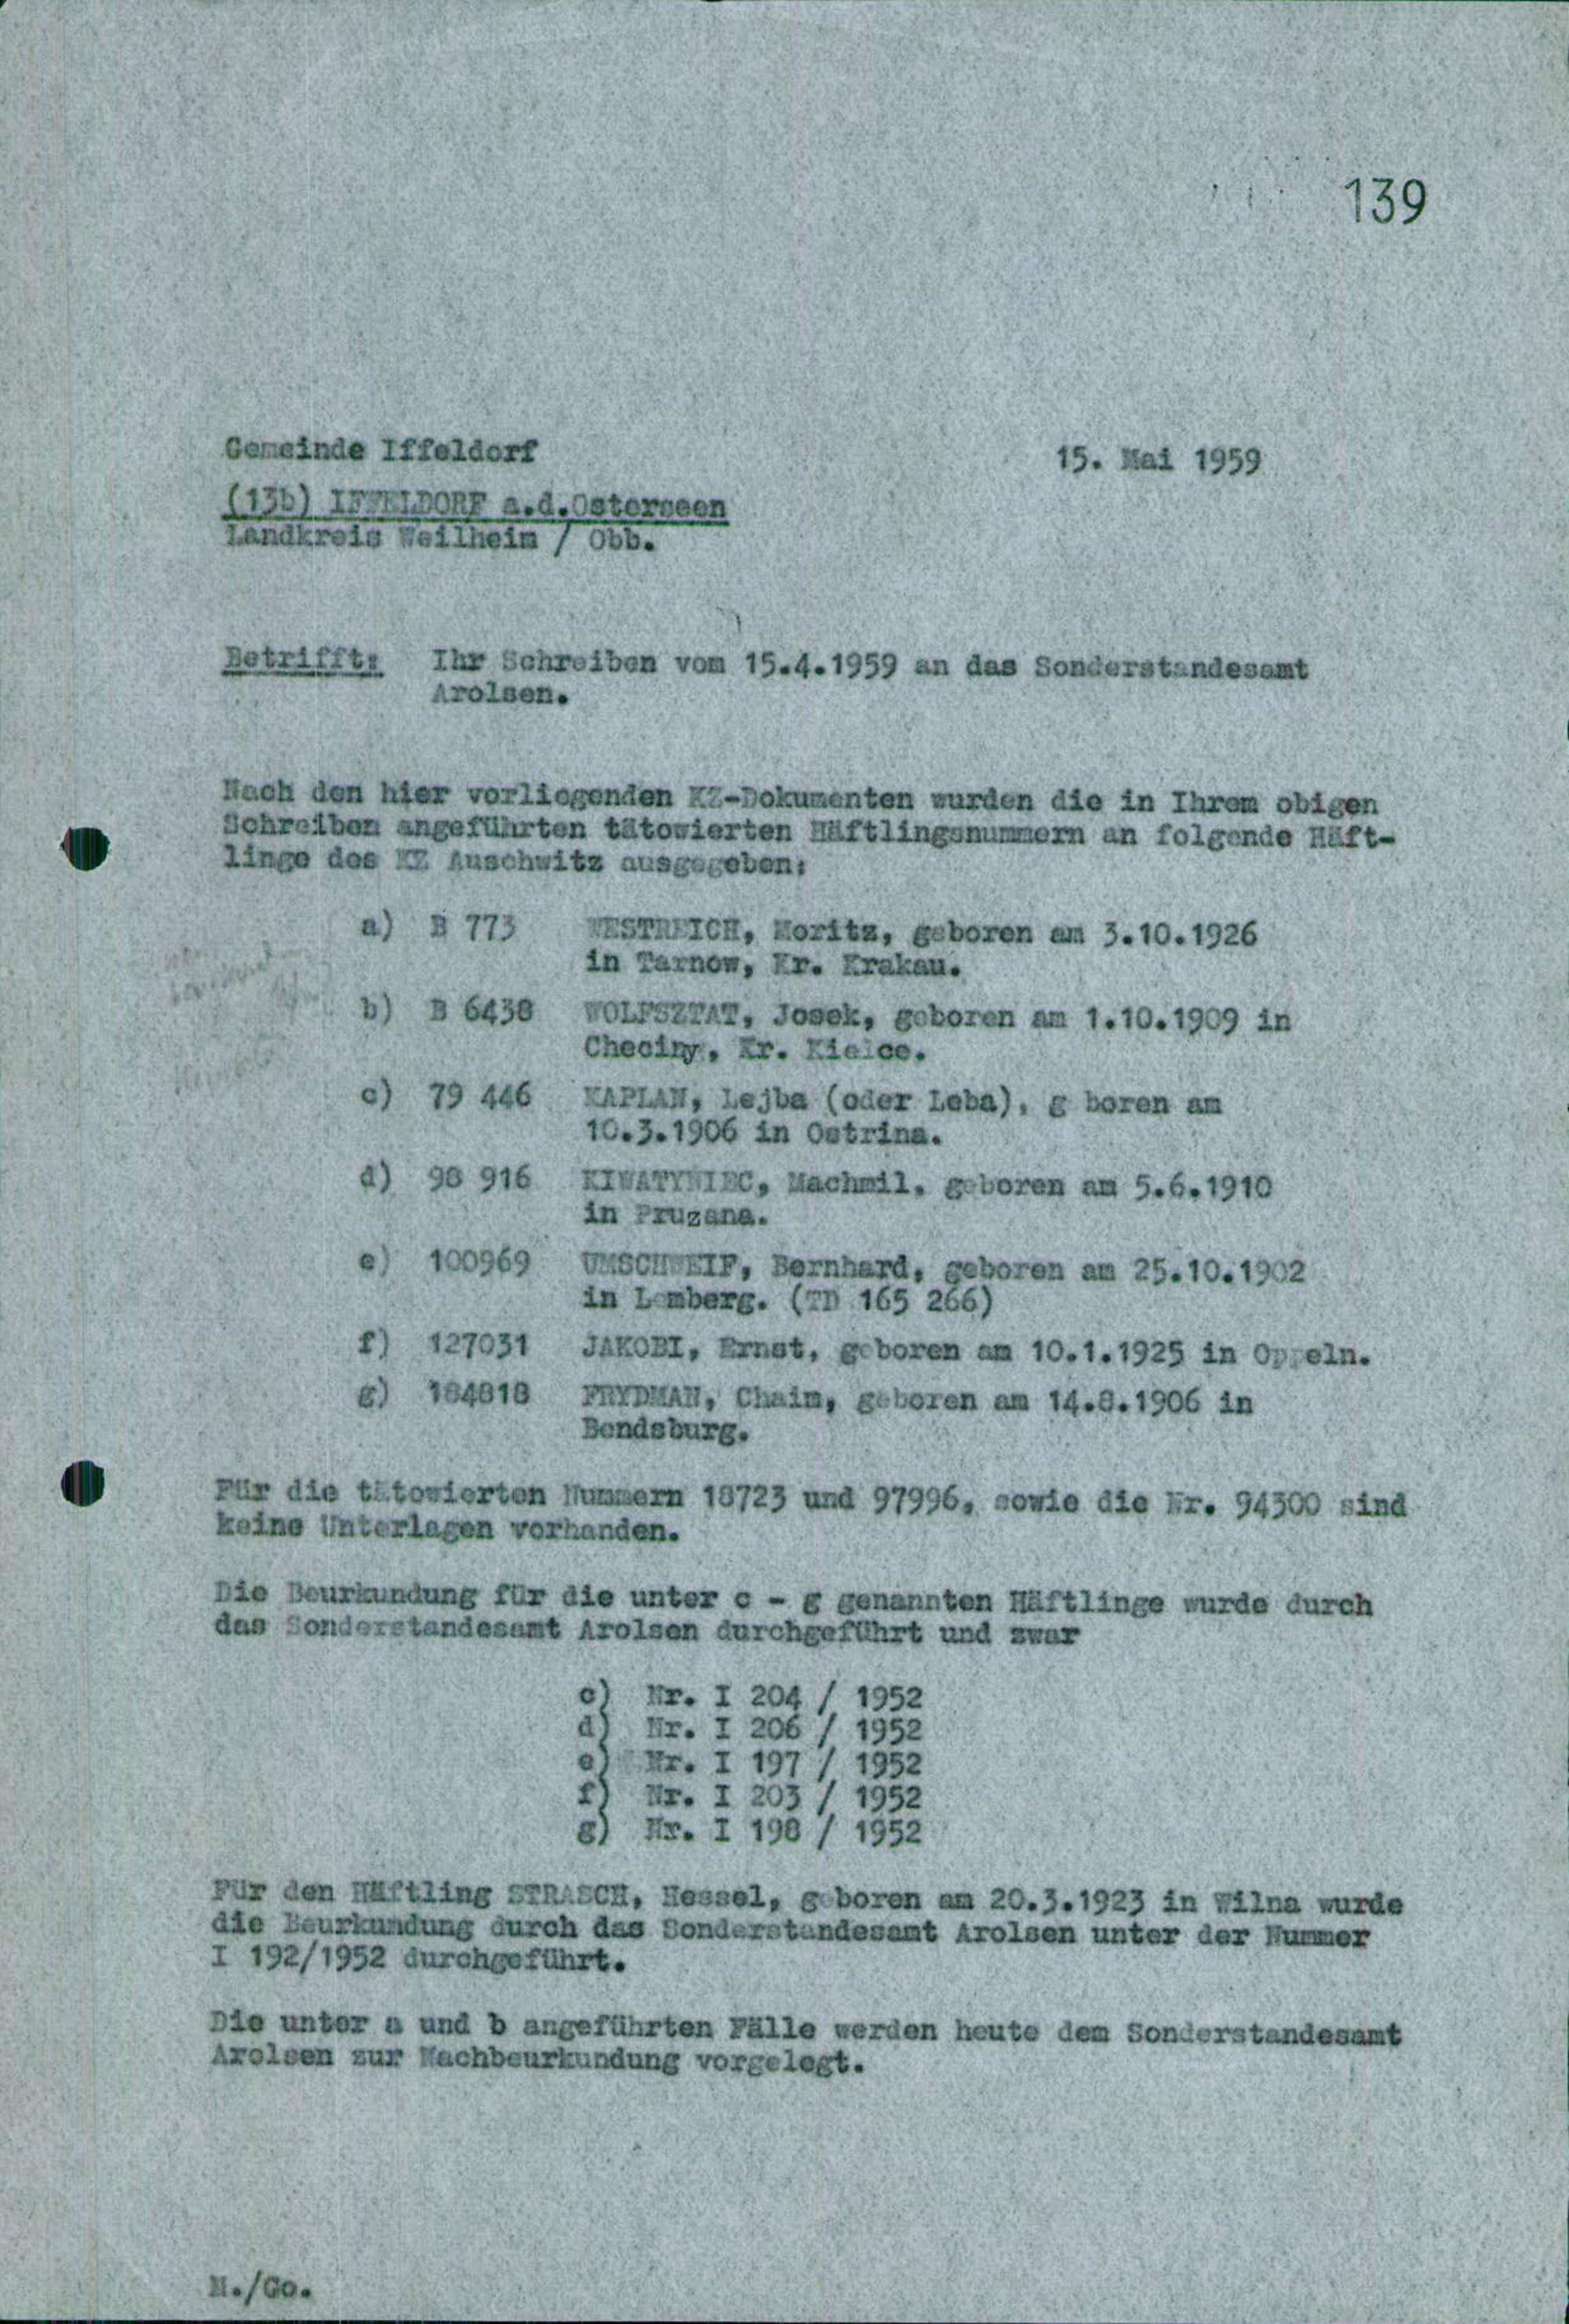 139
Gemeinde Iffeldorf
15. Mai 1959
(13b) IFFELDORF a.d.Osterseen
Landkreis Weilheim / Obb.
Betrifft: Ihr Schreiben vom 15.4.1959 an das Sonderstandesamt
Arolsen.
Nach den hier vorliegenden KZ-Dokumenten wurden die in Ihrem obigen
Schreiben angeführten tätowierten Häftlingsnummern an folgende Häft-
linge des KZ Auschwitz ausgegeben:
a) B 773 WESTREICH, Moritz, geboren am 3.10.1926
in Tarnow, Kr. Krakau.
b) B 6438 WOLFSZTAT, Josek, geboren am 1.10.1909 in
Checiny, Kr. Kielce.
c) 79 446 KAPLAN, Lejba (oder Leba), g boren am
10.3.1906 in Ostrina.
d) 98 916 KIWATYNIEC, Machmil, geboren am 5.6.1910
in Pruzana.
e) 100969 UMSCHWEIF, Bernhard, geboren am 25.10.1902
in Lemberg. (TD 165 266)
f) 127031 JAKOBI, Ernst, geboren am 10.1.1925 in Oppeln.
g) 184818 FRYDMAN, Chaim, geboren am 14.8.1906 in
Bendsburg.
Für die tätowierten Nummern 18723 und 97996, sowie die Nr. 94300 sind
keine Unterlagen vorhanden.
Die Beurkundung für die unter c - g genannten Häftlinge wurde durch
das Sonderstandesamt Arolsen durchgeführt und zwar
c) Nr. I 204 / 1952
d) Nr. I 206 / 1952
e) Nr. I 197 / 1952
f) Nr. I 203 / 1952
g) Nr. I 198 / 1952
Für den Häftling STRASCH, Hessel, geboren am 20.3.1923 in Wilna wurde
die Beurkundung durch das Sonderstandesamt Arolsen unter der Nummer
I 192/1952 durchgeführt.
Die unter a und b angeführten Fälle werden heute dem Sonderstandesamt
Arolsen zur Nachbeurkundung vorgelegt.
M./Go.